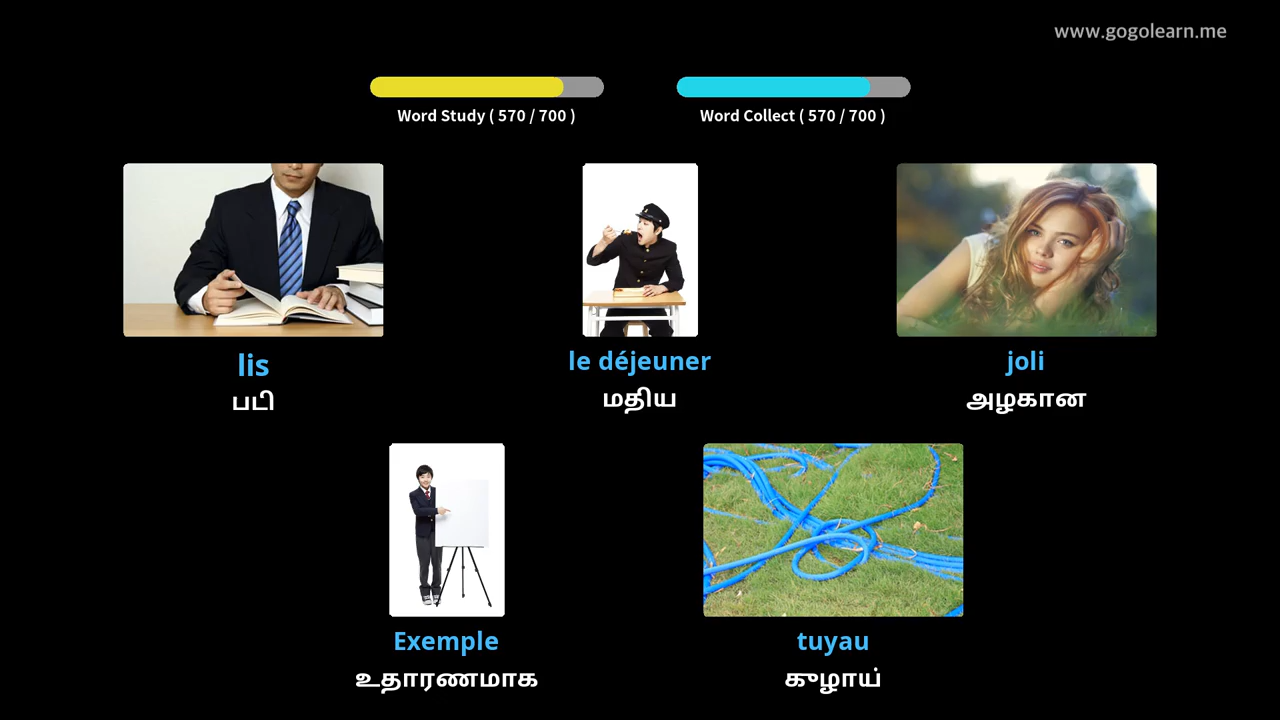 www.gogolearn.me
Word Study ( 570 / 700 )
Word Collect ( 570 / 700 )
lis
படி
le déjeuner
மதிய
joli
அழகான
Exemple
உதாரணமாக
tuyau
குழாய்